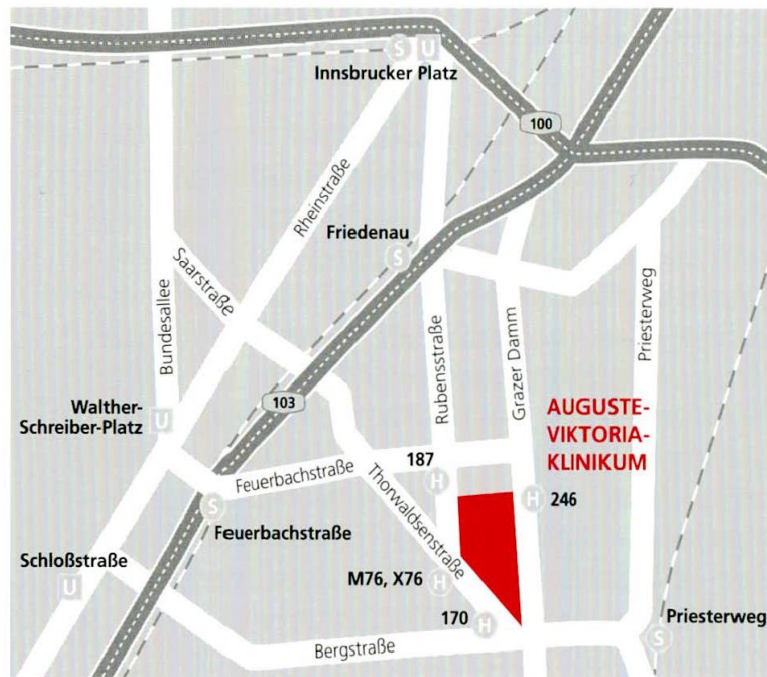 S U
Innsbrucker Platz
100
Rheinstraße
Friedenau
S
Saarstraße
Bundesallee
Rubensstraße
Grazer Damm
Priesterweg
103
Walther-
Schreiber-Platz
U
AUGUSTE-
VIKTORIA-
KLINIKUM
187
H
Feuerbachstraße
Thorwaldsenstraße
H
246
S
Feuerbachstraße
Schloßstraße
U
M76, X76
H
170
H
Priesterweg
S
Bergstraße